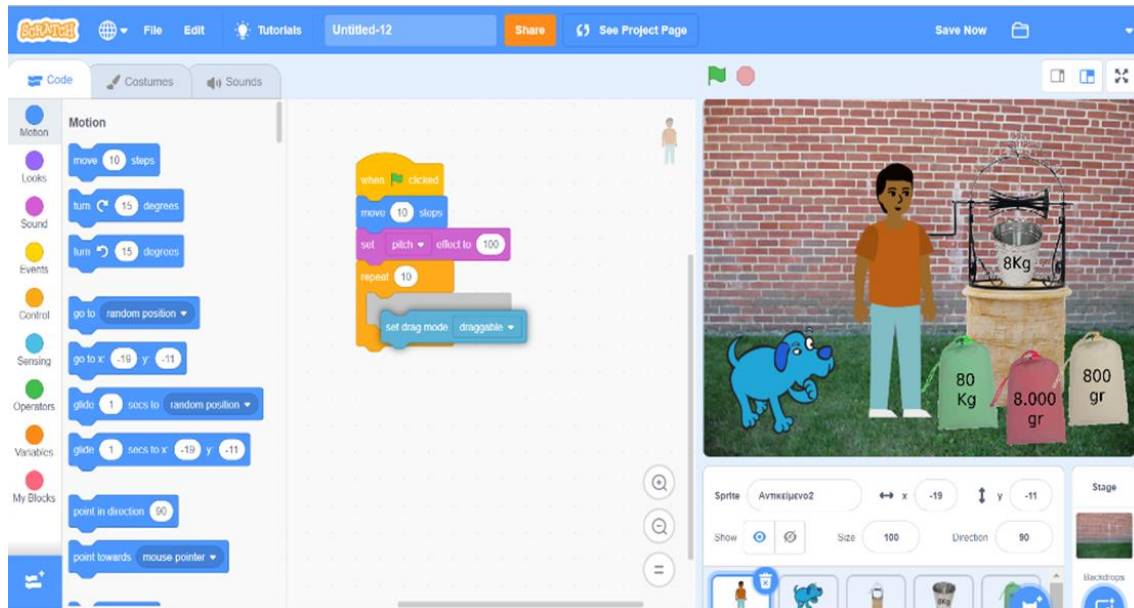 SCRATCH File Edit Tutorials Untitled-12 Share See Project Page Save Now
Code Costumes Sounds
Motion
Looks
Sound
Events
Control
Sensing
Operators
Variables
My Blocks
Motion
move 10 steps
turn 15 degrees
turn 15 degrees
go to random position
go to x: -19 y: -11
glide 1 secs to random position
glide 1 secs to x: -19 y: -11
point in direction 90
point towards mouse pointer
when clicked
move 10 steps
set pitch effect to 100
repeat 10
set drag mode draggable
8Kg
80
Kg
8.000
gr
800
gr
Sprite Αντικείμενο2 x -19 y -11
Show Size 100 Direction 90
8Kg
Stage
Backdrops